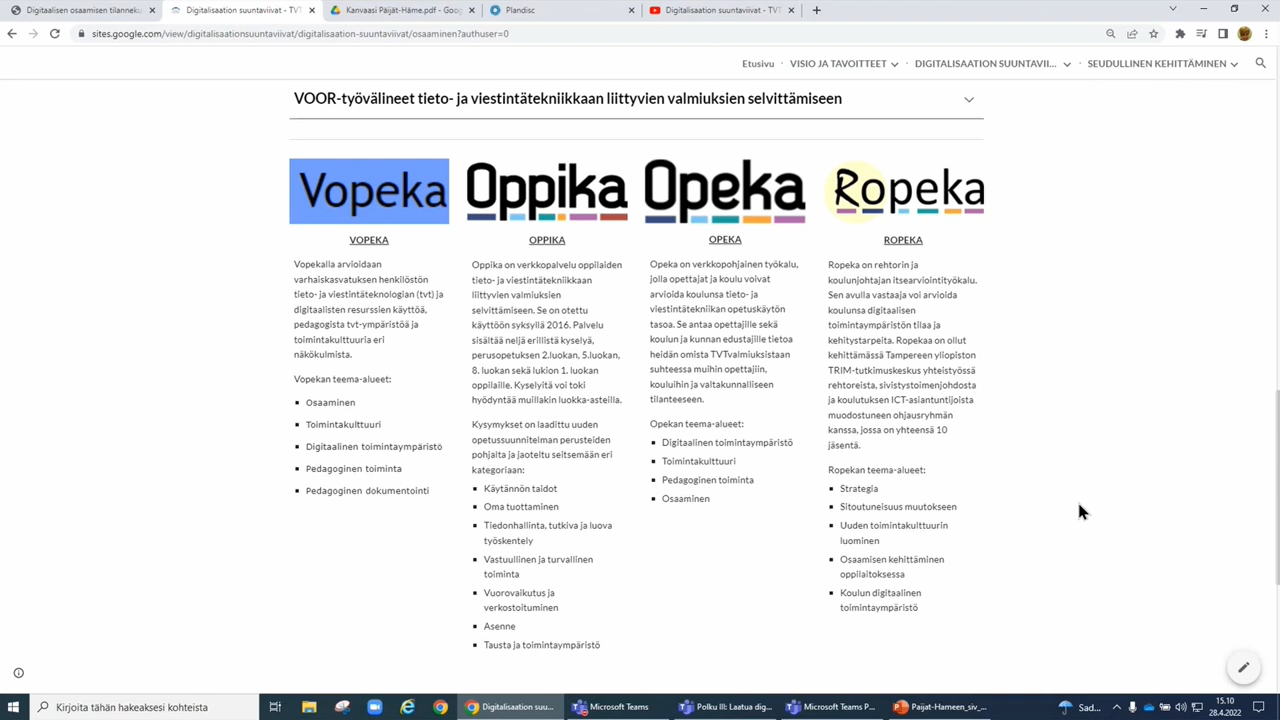 Digitaalisen osaamisen tilanneku
Digitalisaation suuntaviivat - TVT
Kanvaasi Päijät-Häme.pdf - Goog
Plandisc
Digitalisaation suuntaviivat - TVT
sites.google.com/view/digitalisaationsuuntaviivat/digitalisaation-suuntaviivat/osaaminen?authuser=0
Etusivu
VISIO JA TAVOITTEET
DIGITALISAATION SUUNTAVII...
SEUDULLINEN KEHITTÄMINEN
VOOR-työvälineet tieto- ja viestintätekniikkaan liittyvien valmiuksien selvittämiseen
Vopeka
VOPEKA
Vopekalla arvioidaan
varhaiskasvatuksen henkilöstön
tieto- ja viestintäteknologian (tvt) ja
digitaalisten resurssien käyttöä,
pedagogista tvt-ympäristöä ja
toimintakulttuuria eri
näkökulmista.
Vopekan teema-alueet:
Osaaminen
Toimintakulttuuri
Digitaalinen toimintaympäristö
Pedagoginen toiminta
Pedagoginen dokumentointi
Oppika
OPPIKA
Oppika on verkkopalvelu oppilaiden
tieto- ja viestintätekniikkaan
liittyvien valmiuksien
selvittämiseen. Se on otettu
käyttöön syksyllä 2016. Palvelu
sisältää neljä erillistä kyselyä,
perusopetuksen 2.luokan, 5.luokan,
8. luokan sekä lukion 1. luokan
oppilaille. Kyselyitä voi toki
hyödyntää muillakin luokka-asteilla.
Kysymykset on laadittu uuden
opetussuunnitelman perusteiden
pohjalta ja jaoteltu seitsemään eri
kategoriaan:
Käytännön taidot
Oma tuottaminen
Tiedonhallinta, tutkiva ja luova
työskentely
Vastuullinen ja turvallinen
toiminta
Vuorovaikutus ja
verkostoituminen
Asenne
Tausta ja toimintaympäristö
Opeka
OPEKA
Opeka on verkkopohjainen työkalu,
jolla opettajat ja koulu voivat
arvioida koulunsa tieto- ja
viestintätekniikan opetuskäytön
tasoa. Se antaa opettajille sekä
koulun ja kunnan edustajille tietoa
heidän omista TVTvalmiuksistaan
suhteessa muihin opettajiin,
kouluihin ja valtakunnalliseen
tilanteeseen.
Opekan teema-alueet:
Digitaalinen toimintaympäristö
Toimintakulttuuri
Pedagoginen toiminta
Osaaminen
Ropeka
ROPEKA
Ropeka on rehtorin ja
koulunjohtajan itsearviointityökalu.
Sen avulla vastaaja voi arvioida
koulunsa digitaalisen
toimintaympäristön tilaa ja
kehitystarpeita. Ropekaa on ollut
kehittämässä Tampereen yliopiston
TRIM-tutkimuskeskus yhteistyössä
rehtoreista, sivistystoimenjohdosta
ja koulutuksen ICT-asiantuntijoista
muodostuneen ohjausryhmän
kanssa, jossa on yhteensä 10
jäsentä.
Ropekan teema-alueet:
Strategia
Sitoutuneisuus muutokseen
Uuden toimintakulttuurin
luominen
Osaamisen kehittäminen
oppilaitoksessa
Koulun digitaalinen
toimintaympäristö
Kirjoita tähän hakeaksesi kohteista
Digitalisaation suu...
Microsoft Teams
Polku III: Laatua digi...
Microsoft Teams P...
Paijat-Hameen_siv_...
Sad...
15.10
28.4.2022